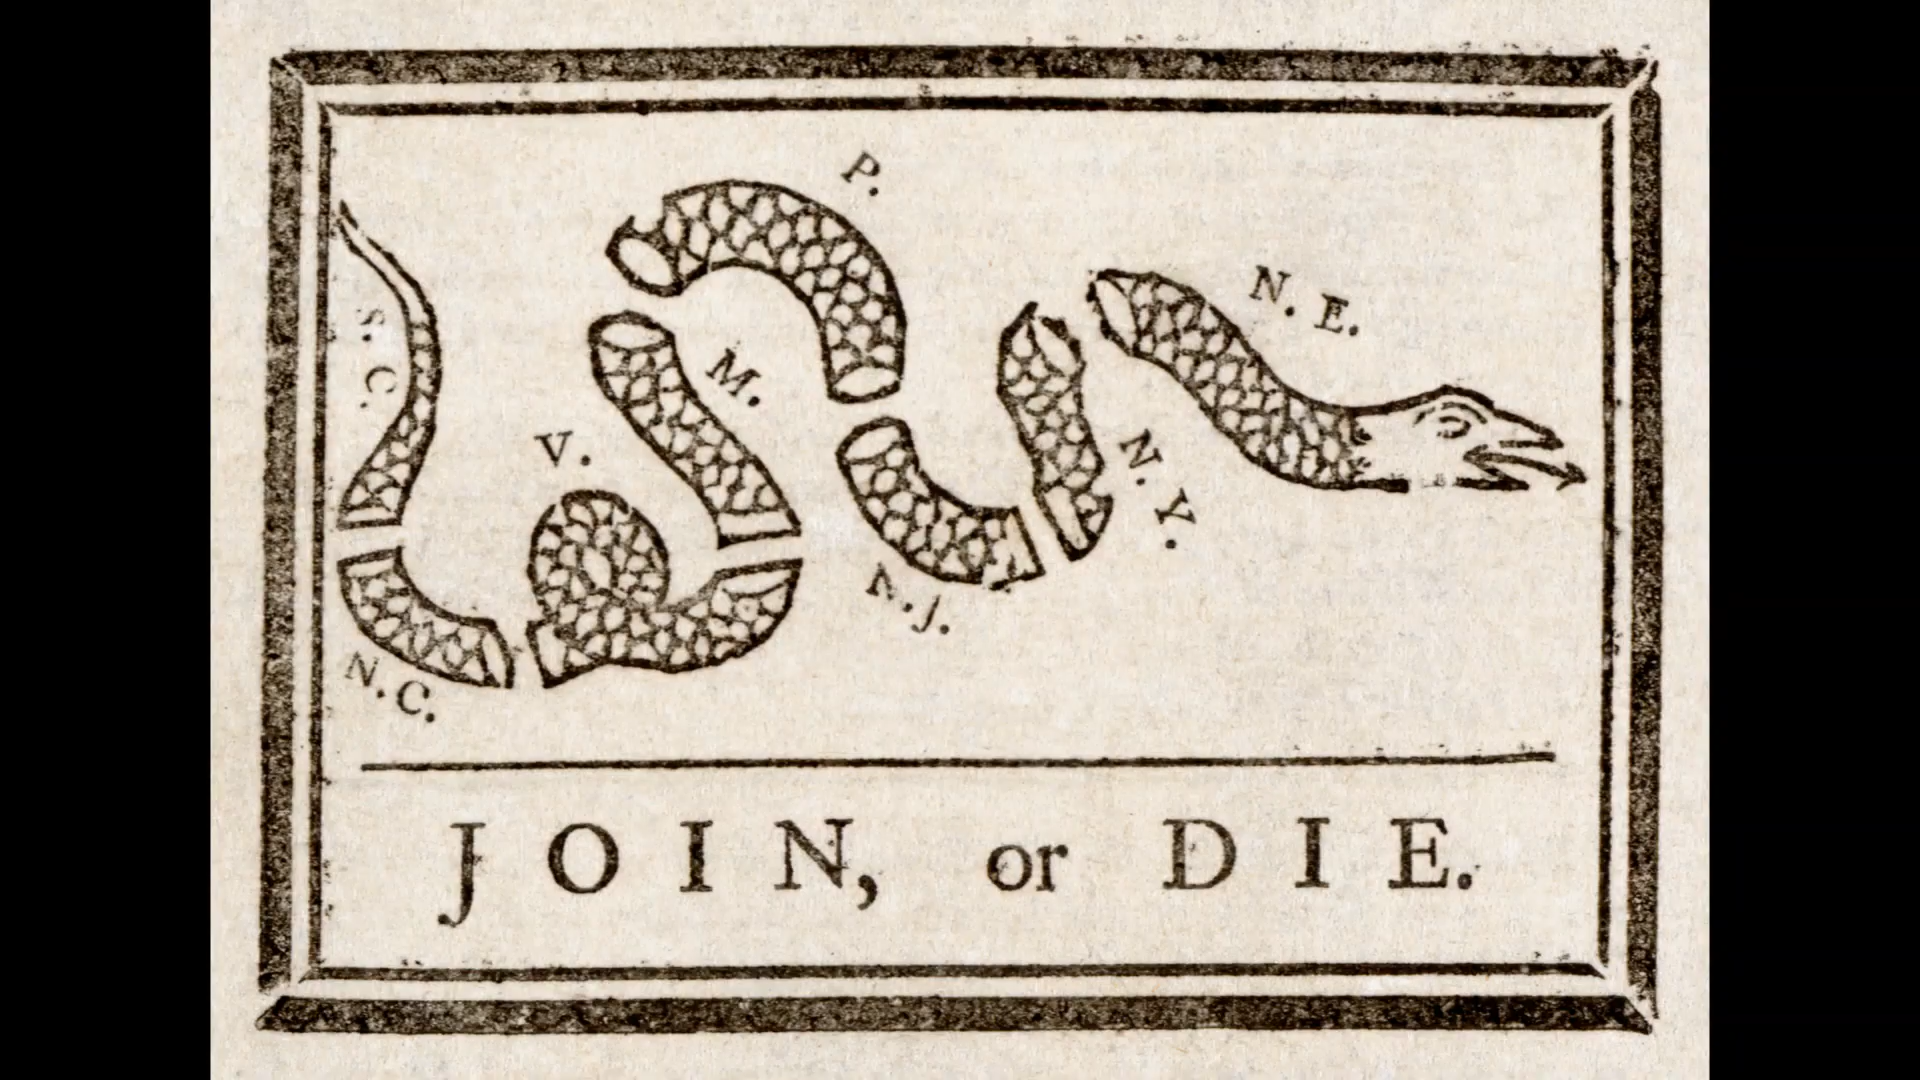 P.
N. E.
S. C.
M.
V.
N. Y.
N. J.
N. C.
JOIN, or DIE.